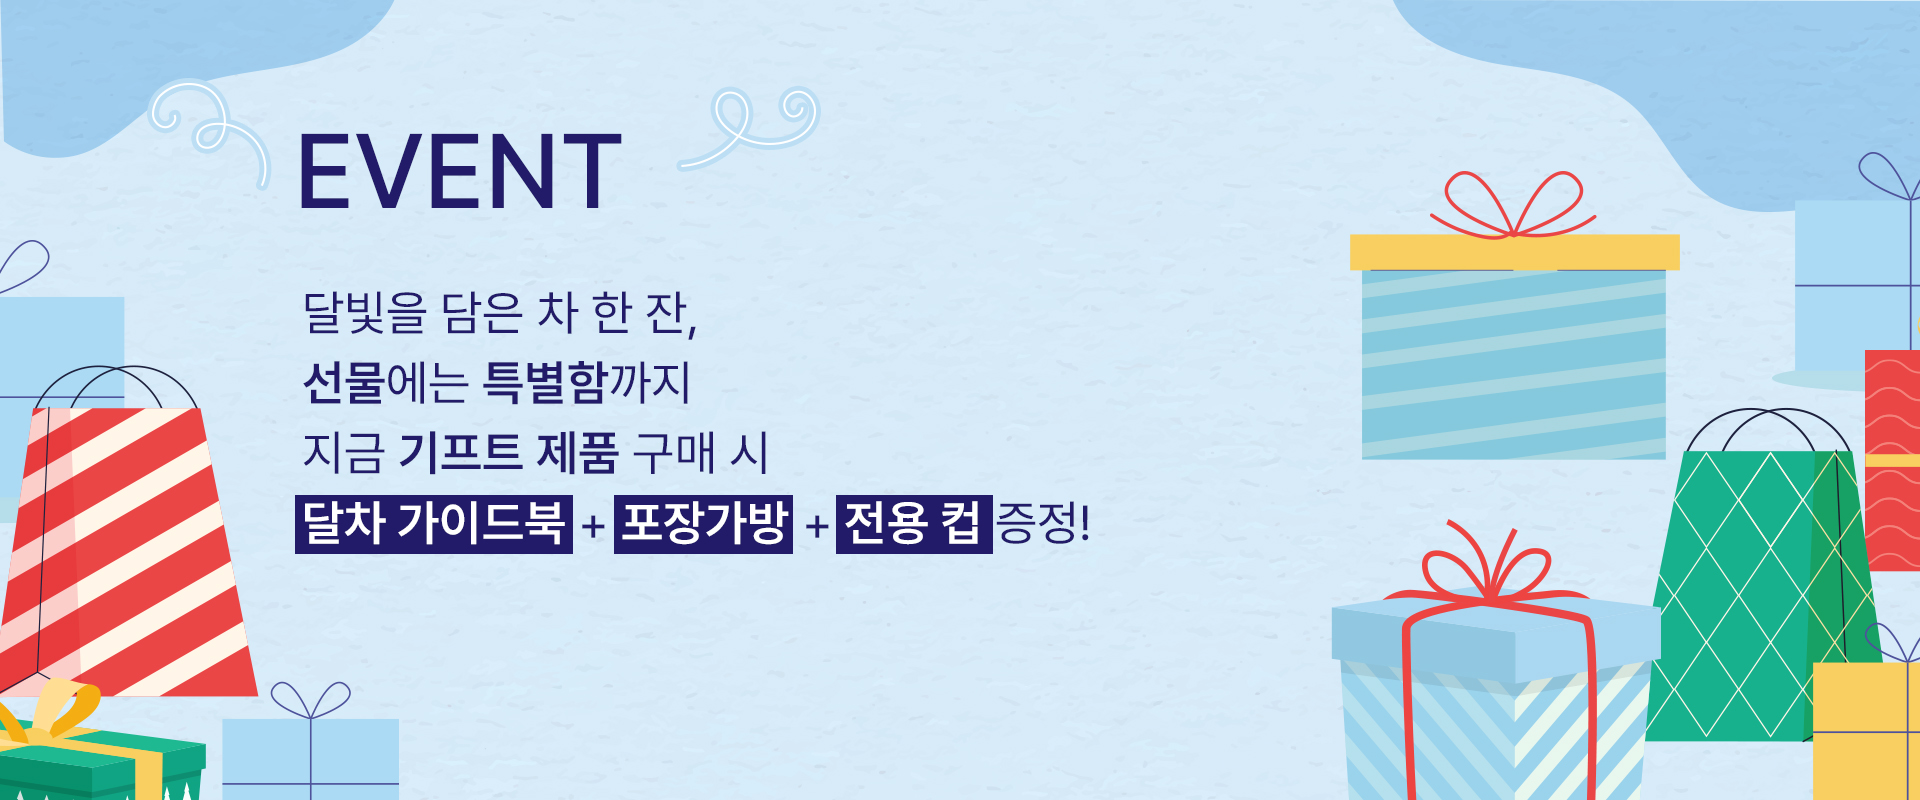 EVENT
달빛을 담은 차 한 잔,
선물에는 특별함까지
지금 기프트 제품 구매 시
달차 가이드북 + 포장가방 + 전용 컵 증정!